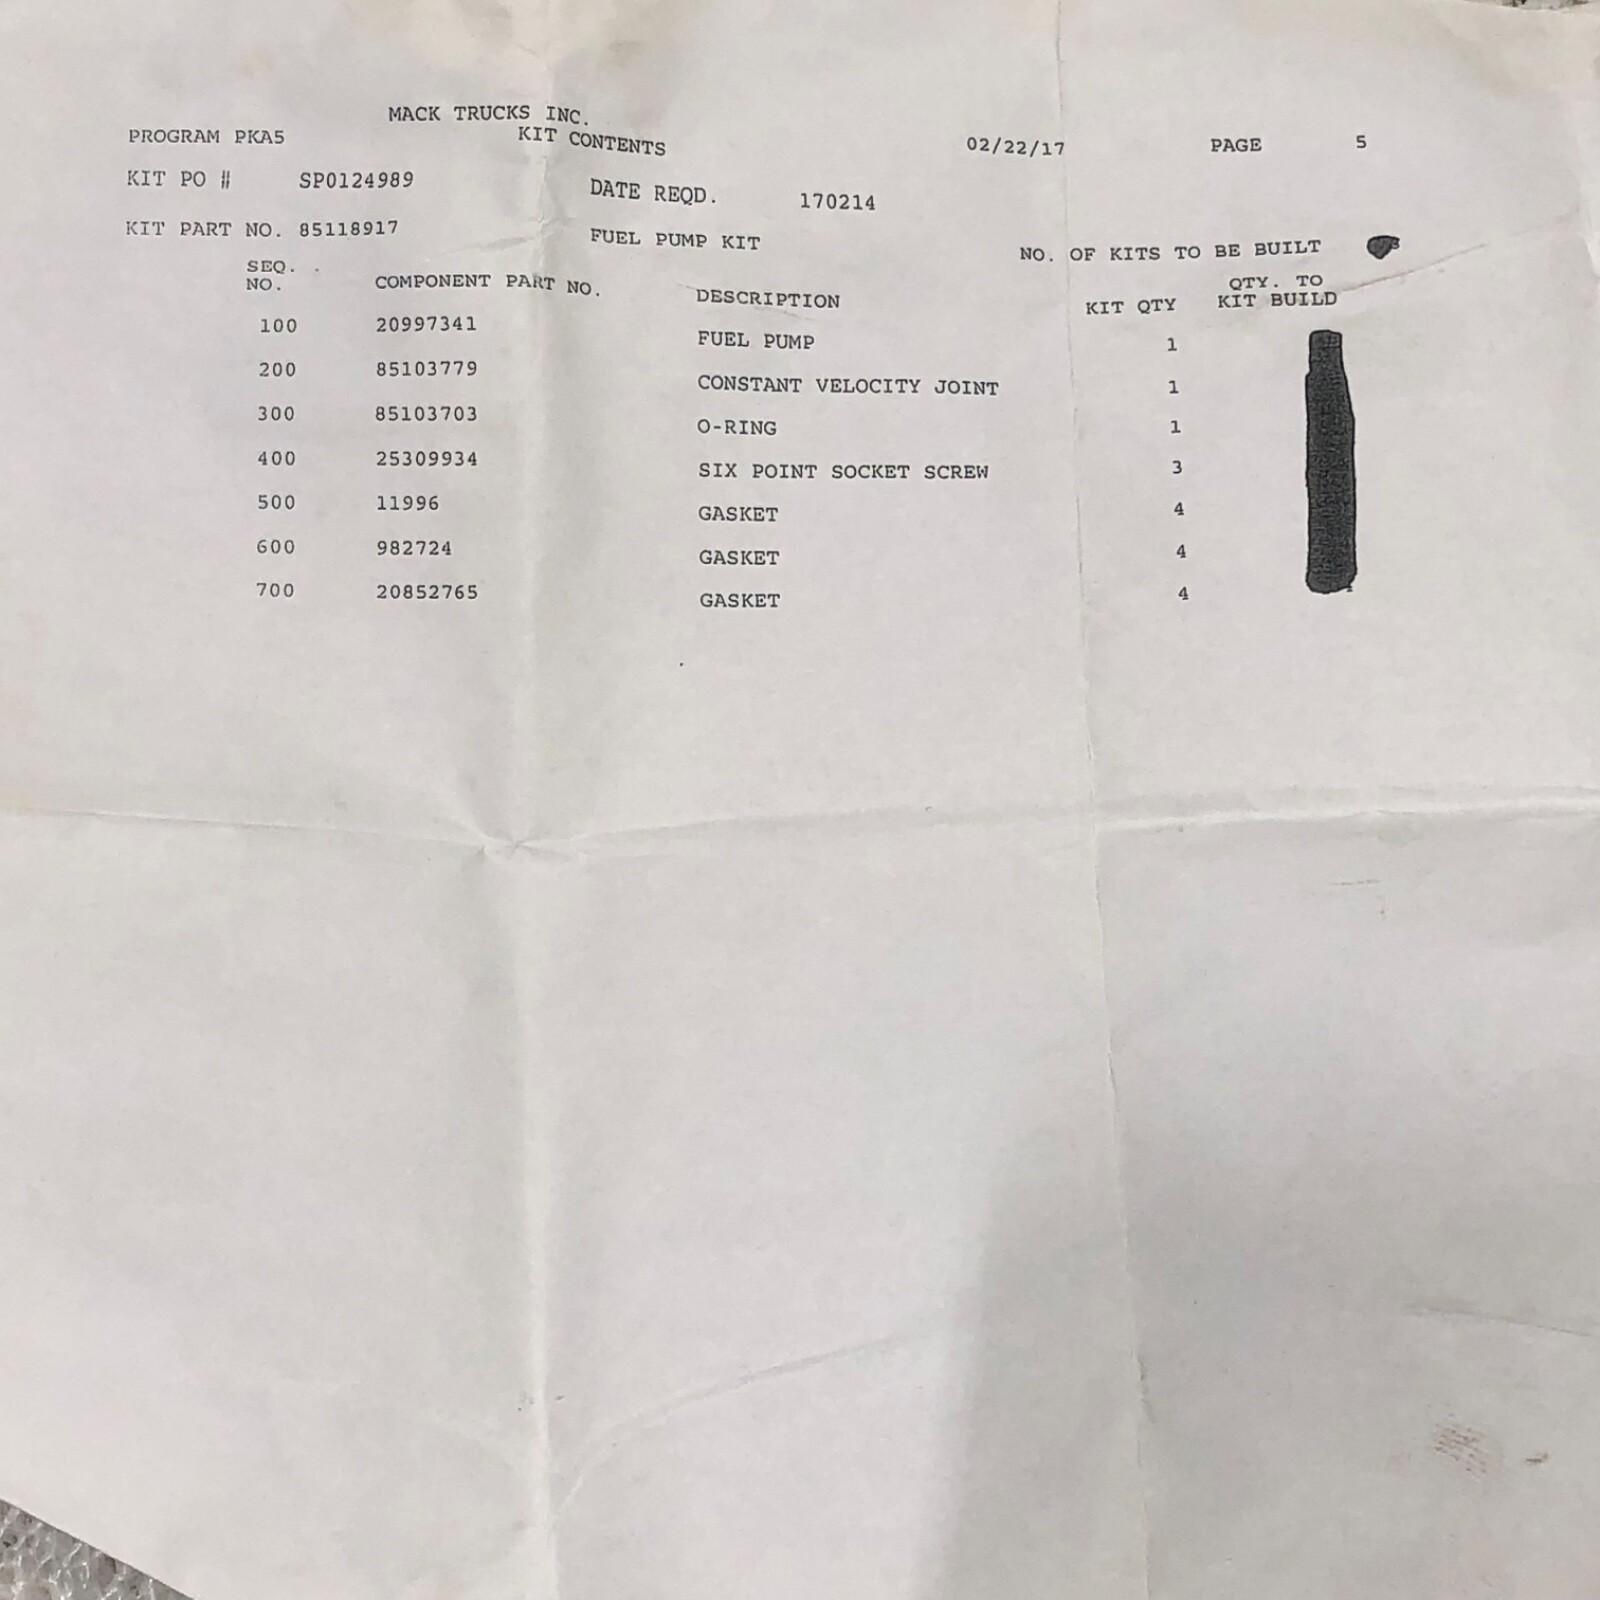 MACK TRUCKS INC.
PROGRAM PKA5 KIT CONTENTS 02/22/17 PAGE 5
KIT PO # SP0124989 DATE REQD. 170214
KIT PART NO. 85118917 FUEL PUMP KIT NO. OF KITS TO BE BUILT
SEQ. NO. COMPONENT PART NO. DESCRIPTION KIT QTY QTY. TO KIT BUILD
100 20997341 FUEL PUMP 1
200 85103779 CONSTANT VELOCITY JOINT 1
300 85103703 O-RING 1
400 25309934 SIX POINT SOCKET SCREW 3
500 11996 GASKET 4
600 982724 GASKET 4
700 20852765 GASKET 4